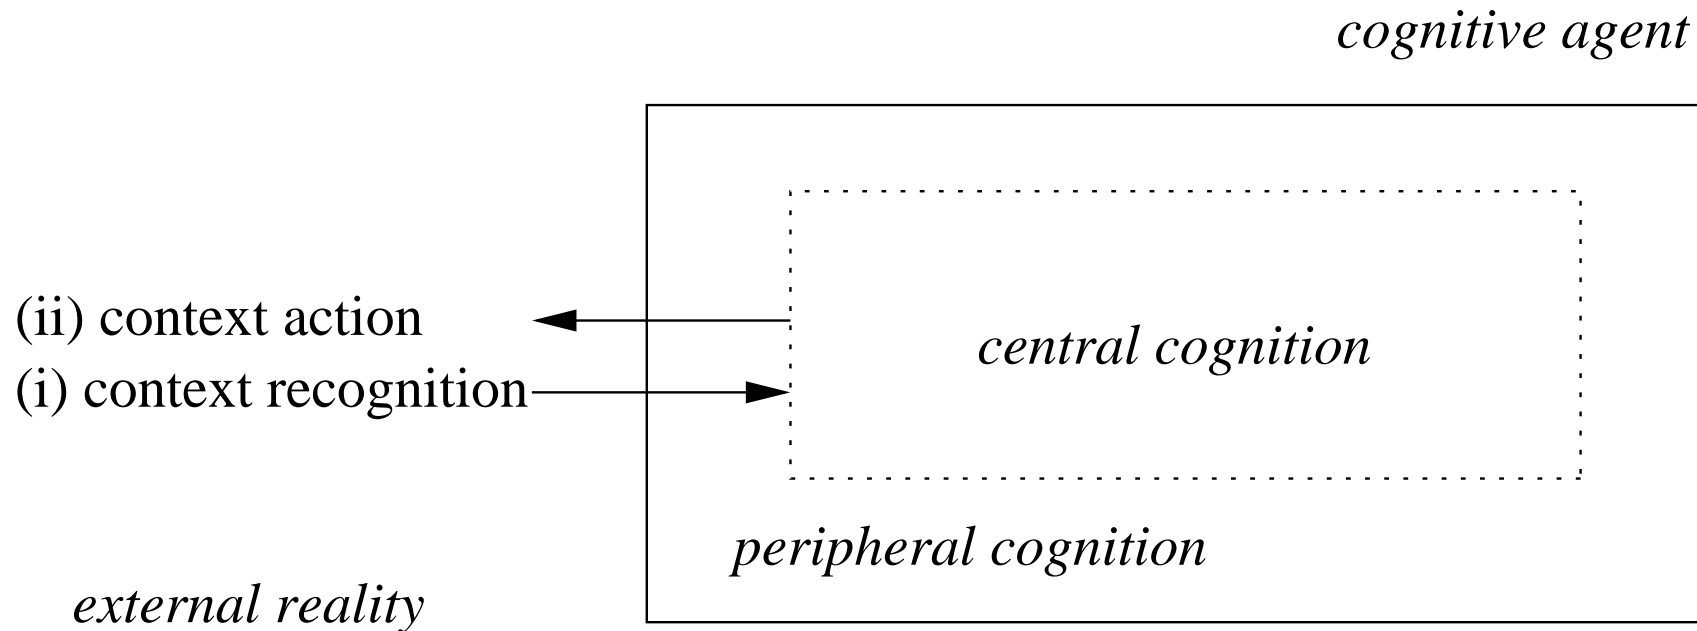 cognitive agent
(ii) context action
central cognition
(i) context recognition
peripheral cognition
external reality